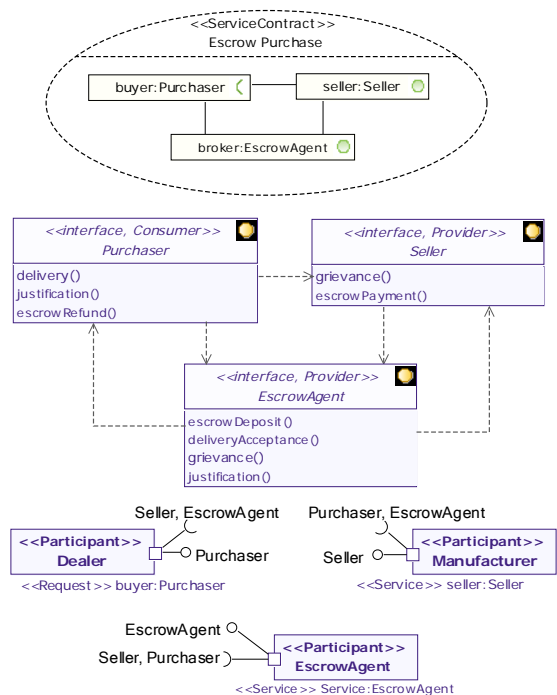 <<ServiceContract>>
Escrow Purchase
buyer:Purchaser
seller:Seller
broker:EscrowAgent
<<interface, Consumer>>
Purchaser
delivery()
justification()
escrowRefund()
<<interface, Provider>>
Seller
grievance()
escrowPayment()
<<interface, Provider>>
EscrowAgent
escrowDeposit()
deliveryAcceptance()
grievance()
justification()
Seller, EscrowAgent
Purchaser
<<Participant>>
Dealer
<<Request>> buyer:Purchaser
Purchaser, EscrowAgent
Seller
<<Participant>>
Manufacturer
<<Service>> seller:Seller
EscrowAgent
Seller, Purchaser
<<Participant>>
EscrowAgent
<<Service>> Service:EscrowAgent